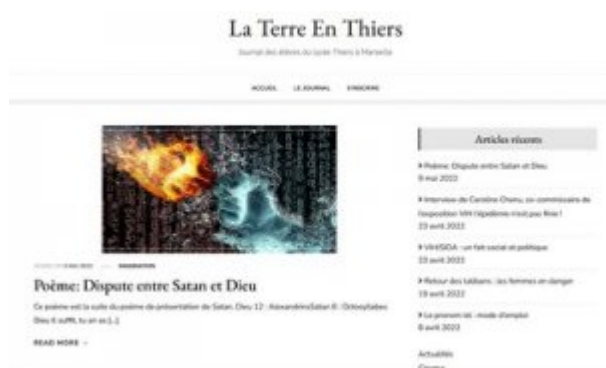 La Terre En Thiers
Journal des élèves du lycée Thiers à Marseille
ACCUEIL LE JOURNAL S'INSCRIRE
Articles récents
Poème: Dispute entre Satan et Dieu
9 mai 2022
Interview de Caroline Chenu, co-commissaire de
l'exposition VIH l'épidémie n'est pas finie !
23 avril 2022
VIH/SIDA : un fait social et politique
23 avril 2022
Retour des talibans : les femmes en danger
19 avril 2022
Le pronom iel : mode d'emploi
8 avril 2022
Actualités
Cinema
Poème: Dispute entre Satan et Dieu
Ce poème est la suite du poème de présentation de Satan. Dieu 12 : Alexandrins Satan 8 : Octosyllabes
Dieu Il suffit, tu en as [...]
READ MORE